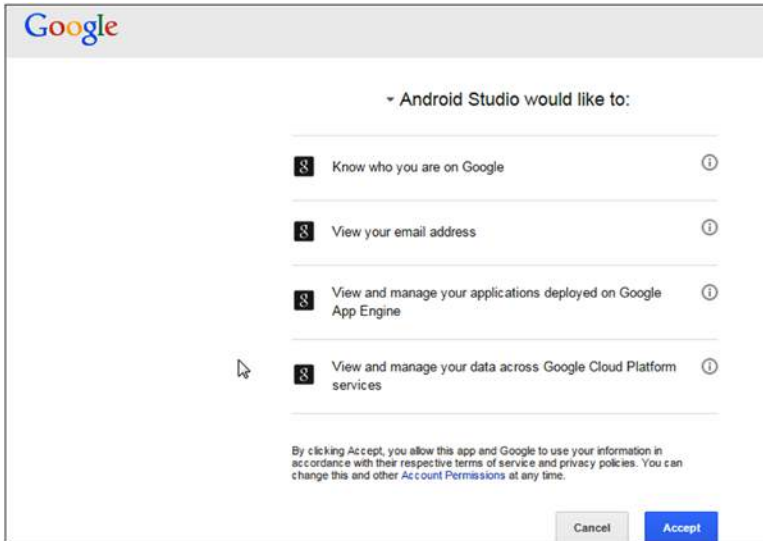 Google
Android Studio would like to:
Know who you are on Google
View your email address
View and manage your applications deployed on Google
App Engine
View and manage your data across Google Cloud Platform
services
By clicking Accept, you allow this app and Google to use your information in
accordance with their respective terms of service and privacy policies. You can
change this and other Account Permissions at any time.
Cancel
Accept